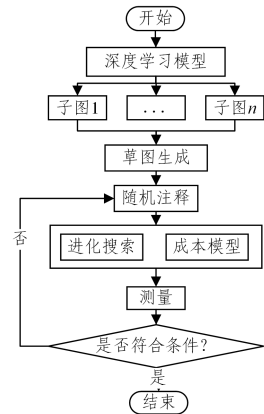 开始
深度学习模型
子图1
...
子图n
草图生成
随机注释
否
进化搜索
成本模型
测量
是否符合条件?
是
结束